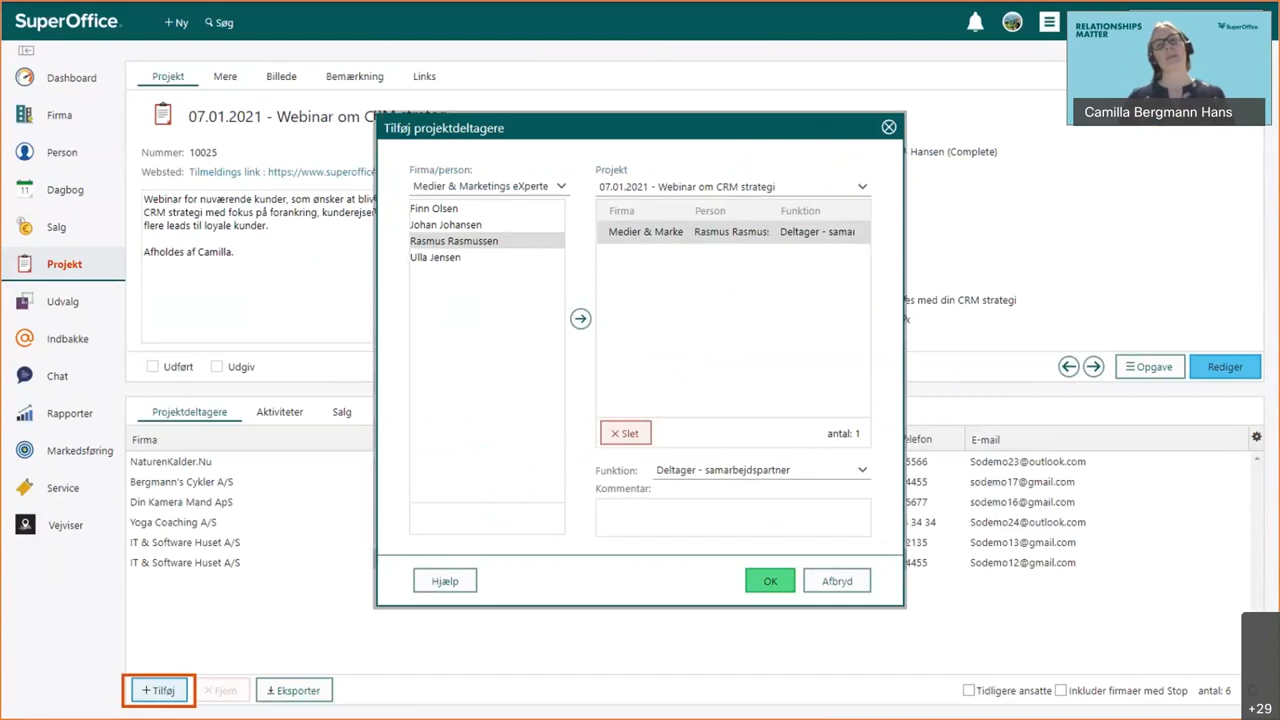 SuperOffice.
+ Ny
Søg
RELATIONSHIPS
MATTER
SuperOffice
Camilla Bergmann Hans
Dashboard
Firma
Person
Dagbog
11
Salg
Projekt
Udvalg
Indbakke
Chat
Rapporter
Markedsføring
Service
Vejviser
Projekt
Mere
Billede
Bemærkning
Links
07.01.2021 - Webinar om CRM strategi
Nummer: 10025
Hansen (Complete)
Websted: Tilmeldings link : https://www.superoffic
Webinar for nuværende kunder, som ønsker at bliv
CRM strategi med fokus på forankring, kunderejse
flere leads til loyale kunder.
Afholdes af Camilla.
es med din CRM strategi
Udført
Udgiv
Opgave
Rediger
Tilføj projektdeltagere
Firma/person:
Medier & Marketings eXperte
Finn Olsen
Johan Johansen
Rasmus Rasmussen
Ulla Jensen
Projekt
07.01.2021 - Webinar om CRM strategi
Firma Person Funktion
Medier & Marke Rasmus Rasmus: Deltager - samar
× Slet
antal: 1
Funktion: Deltager - samarbejdspartner
Kommentar:
Hjælp
OK
Afbryd
Projektdeltagere
Aktiviteter
Salg
Firma elefon E-mail
NaturenKalder.Nu 5566 Sodemo23@outlook.com
Bergmann's Cykler A/S 4455 sodemo17@gmail.com
Din Kamera Mand ApS 5677 sodemo16@gmail.com
Yoga Coaching A/S 34 34 Sodemo24@outlook.com
IT & Software Huset A/S 2135 Sodemo13@gmail.com
IT & Software Huset A/S 4455 Sodemo12@gmail.com
+ Tilføj
× Fjern
Eksporter
Tidligere ansatte
Inkluder firmaer med Stop
antal: 6
+29